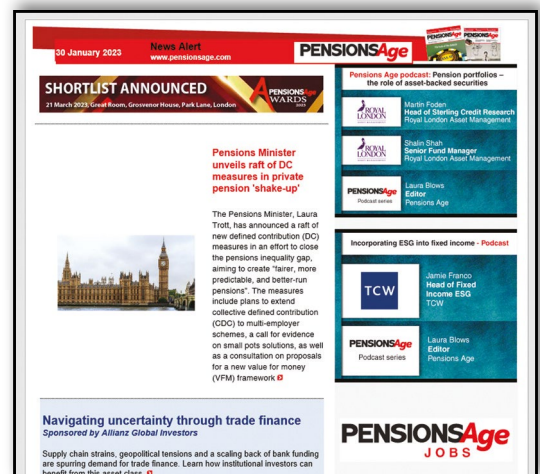 30 January 2023
News Alert
www.pensionsage.com
PENSIONSAge
SHORTLIST ANNOUNCED
21 March 2023, Great Room, Grosvenor House, Park Lane, London
PENSIONSAge
AWARDS
2023
Pensions Minister
unveils raft of DC
measures in private
pension 'shake-up'
The Pensions Minister, Laura
Trott, has announced a raft of
new defined contribution (DC)
measures in an effort to close
the pensions inequality gap,
aiming to create "fairer, more
predictable, and better-run
pensions". The measures
include plans to extend
collective defined contribution
(CDC) to multi-employer
schemes, a call for evidence
on small pots solutions, as well
as a consultation on proposals
for a new value for money
(VFM) framework
Navigating uncertainty through trade finance
Sponsored by Allianz Global Investors
Supply chain strains, geopolitical tensions and a scaling back of bank funding
are spurring demand for trade finance. Learn how institutional investors can
benefit from this asset class.
Pensions Age podcast: Pension portfolios –
the role of asset-backed securities
ROYAL
LONDON
Martin Foden
Head of Sterling Credit Research
Royal London Asset Management
ROYAL
LONDON
Shalin Shah
Senior Fund Manager
Royal London Asset Management
PENSIONSAge
Podcast series
Laura Blows
Editor
Pensions Age
Incorporating ESG into fixed income - Podcast
TCW
Jamie Franco
Head of Fixed
Income ESG
TCW
PENSIONSAge
Podcast series
Laura Blows
Editor
Pensions Age
PENSIONSAge
JOBS